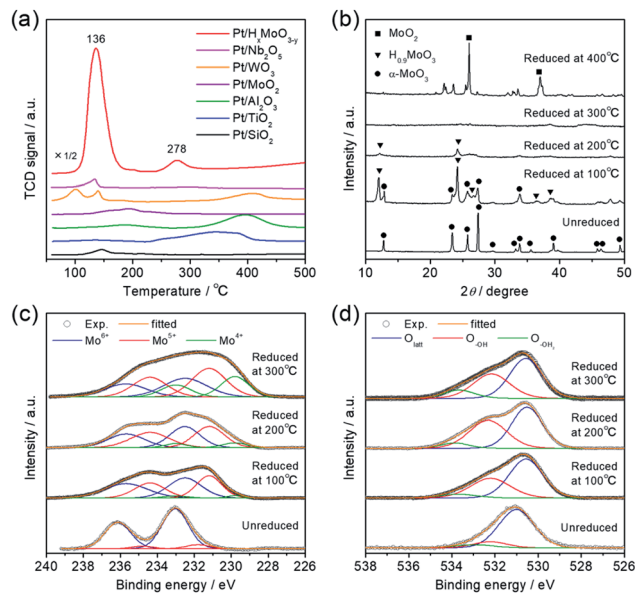 (a)
136
278
× 1/2
Pt/HₓMoO₃₋ᵧ
Pt/Nb₂O₅
Pt/WO₃
Pt/MoO₂
Pt/Al₂O₃
Pt/TiO₂
Pt/SiO₂
TCD signal / a.u.
100 200 300 400 500
Temperature / °C
(b)
MoO₂
H₀.₉MoO₃
α-MoO₃
Reduced at 400°C
Reduced at 300°C
Reduced at 200°C
Reduced at 100°C
Unreduced
Intensity / a.u.
10 20 30 40 50
2θ / degree
(c)
Exp. fitted
Mo⁶⁺ Mo⁵⁺ Mo⁴⁺
Reduced
at 300°C
Reduced
at 200°C
Reduced
at 100°C
Unreduced
Intensity / a.u.
240 238 236 234 232 230 228 226
Binding energy / eV
(d)
Exp. fitted
O_latt O_-OH O_-OH₂
Reduced
at 300°C
Reduced
at 200°C
Reduced
at 100°C
Unreduced
Intensity / a.u.
538 536 534 532 530 528 526
Binding energy / eV